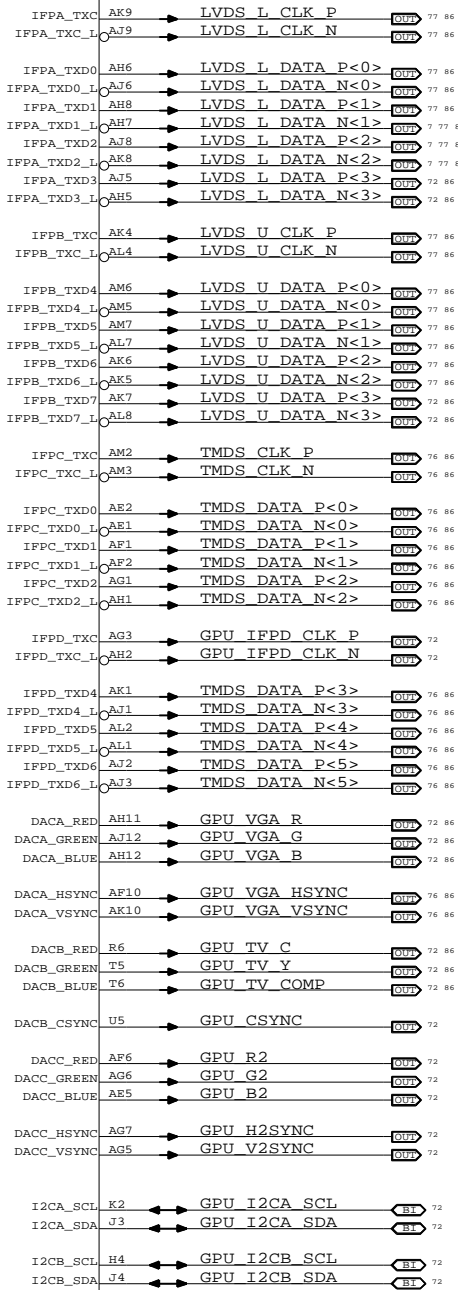 IFPA_TXC AK9 LVDS_L_CLK_P OUT 77 86
IFPA_TXC_L AJ9 LVDS_L_CLK_N OUT 77 86
IFPA_TXD0 AH6 LVDS_L_DATA_P<0> OUT 77 86
IFPA_TXD0_L AJ6 LVDS_L_DATA_N<0> OUT 77 86
IFPA_TXD1 AH8 LVDS_L_DATA_P<1> OUT 77 86
IFPA_TXD1_L AH7 LVDS_L_DATA_N<1> OUT 7 77 8
IFPA_TXD2 AJ8 LVDS_L_DATA_P<2> OUT 7 77 8
IFPA_TXD2_L AK8 LVDS_L_DATA_N<2> OUT 7 77 8
IFPA_TXD3 AJ5 LVDS_L_DATA_P<3> OUT 72 86
IFPA_TXD3_L AH5 LVDS_L_DATA_N<3> OUT 72 86
IFPB_TXC AK4 LVDS_U_CLK_P OUT 77 86
IFPB_TXC_L AL4 LVDS_U_CLK_N OUT 77 86
IFPB_TXD4 AM6 LVDS_U_DATA_P<0> OUT 77 86
IFPB_TXD4_L AM5 LVDS_U_DATA_N<0> OUT 77 86
IFPB_TXD5 AM7 LVDS_U_DATA_P<1> OUT 77 86
IFPB_TXD5_L AL7 LVDS_U_DATA_N<1> OUT 77 86
IFPB_TXD6 AK6 LVDS_U_DATA_P<2> OUT 77 86
IFPB_TXD6_L AK5 LVDS_U_DATA_N<2> OUT 77 86
IFPB_TXD7 AK7 LVDS_U_DATA_P<3> OUT 72 86
IFPB_TXD7_L AL8 LVDS_U_DATA_N<3> OUT 72 86
IFPC_TXC AM2 TMDS_CLK_P OUT 76 86
IFPC_TXC_L AM3 TMDS_CLK_N OUT 76 86
IFPC_TXD0 AE2 TMDS_DATA_P<0> OUT 76 86
IFPC_TXD0_L AE1 TMDS_DATA_N<0> OUT 76 86
IFPC_TXD1 AF1 TMDS_DATA_P<1> OUT 76 86
IFPC_TXD1_L AF2 TMDS_DATA_N<1> OUT 76 86
IFPC_TXD2 AG1 TMDS_DATA_P<2> OUT 76 86
IFPC_TXD2_L AH1 TMDS_DATA_N<2> OUT 76 86
IFPD_TXC AG3 GPU_IFPD_CLK_P OUT 72
IFPD_TXC_L AH2 GPU_IFPD_CLK_N OUT 72
IFPD_TXD4 AK1 TMDS_DATA_P<3> OUT 76 86
IFPD_TXD4_L AJ1 TMDS_DATA_N<3> OUT 76 86
IFPD_TXD5 AL2 TMDS_DATA_P<4> OUT 76 86
IFPD_TXD5_L AL1 TMDS_DATA_N<4> OUT 76 86
IFPD_TXD6 AJ2 TMDS_DATA_P<5> OUT 76 86
IFPD_TXD6_L AJ3 TMDS_DATA_N<5> OUT 76 86
DACA_RED AH11 GPU_VGA_R OUT 72 86
DACA_GREEN AJ12 GPU_VGA_G OUT 72 86
DACA_BLUE AH12 GPU_VGA_B OUT 72 86
DACA_HSYNC AF10 GPU_VGA_HSYNC OUT 76 86
DACA_VSYNC AK10 GPU_VGA_VSYNC OUT 76 86
DACB_RED R6 GPU_TV_C OUT 72 86
DACB_GREEN T5 GPU_TV_Y OUT 72 86
DACB_BLUE T6 GPU_TV_COMP OUT 72 86
DACB_CSYNC U5 GPU_CSYNC OUT 72
DACC_RED AF6 GPU_R2 OUT 72
DACC_GREEN AG6 GPU_G2 OUT 72
DACC_BLUE AE5 GPU_B2 OUT 72
DACC_HSYNC AG7 GPU_H2SYNC OUT 72
DACC_VSYNC AG5 GPU_V2SYNC OUT 72
I2CA_SCL K2 GPU_I2CA_SCL BI 72
I2CA_SDA J3 GPU_I2CA_SDA BI 72
I2CB_SCL H4 GPU_I2CB_SCL BI 72
I2CB_SDA J4 GPU_I2CB_SDA BI 72